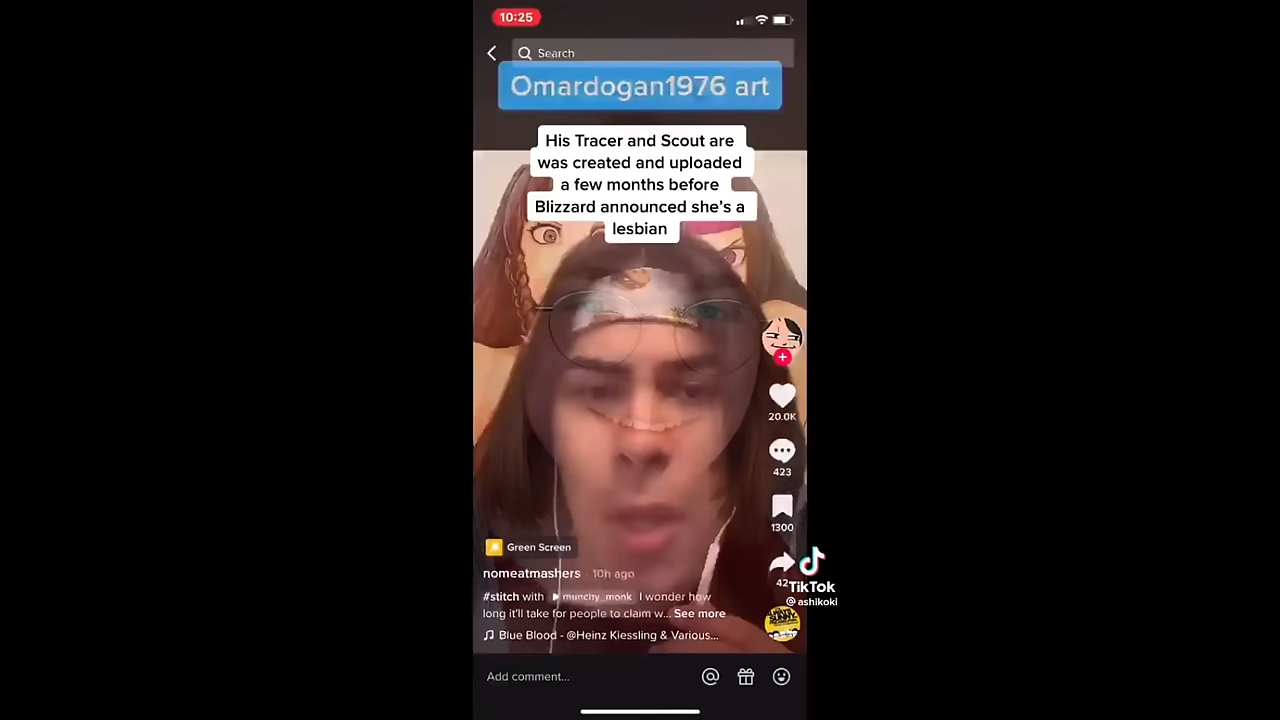 10:25
Search
Omardogan1976 art
His Tracer and Scout are
was created and uploaded
a few months before
Blizzard announced she's a
lesbian
20.0K
423
1300
42
TikTok
@ashikoki
Green Screen
nomeatmashers · 10h ago
#stitch with munchy_monk I wonder how
long it'll take for people to claim w... See more
Blue Blood - @Heinz Kiessling & Various...
Add comment...